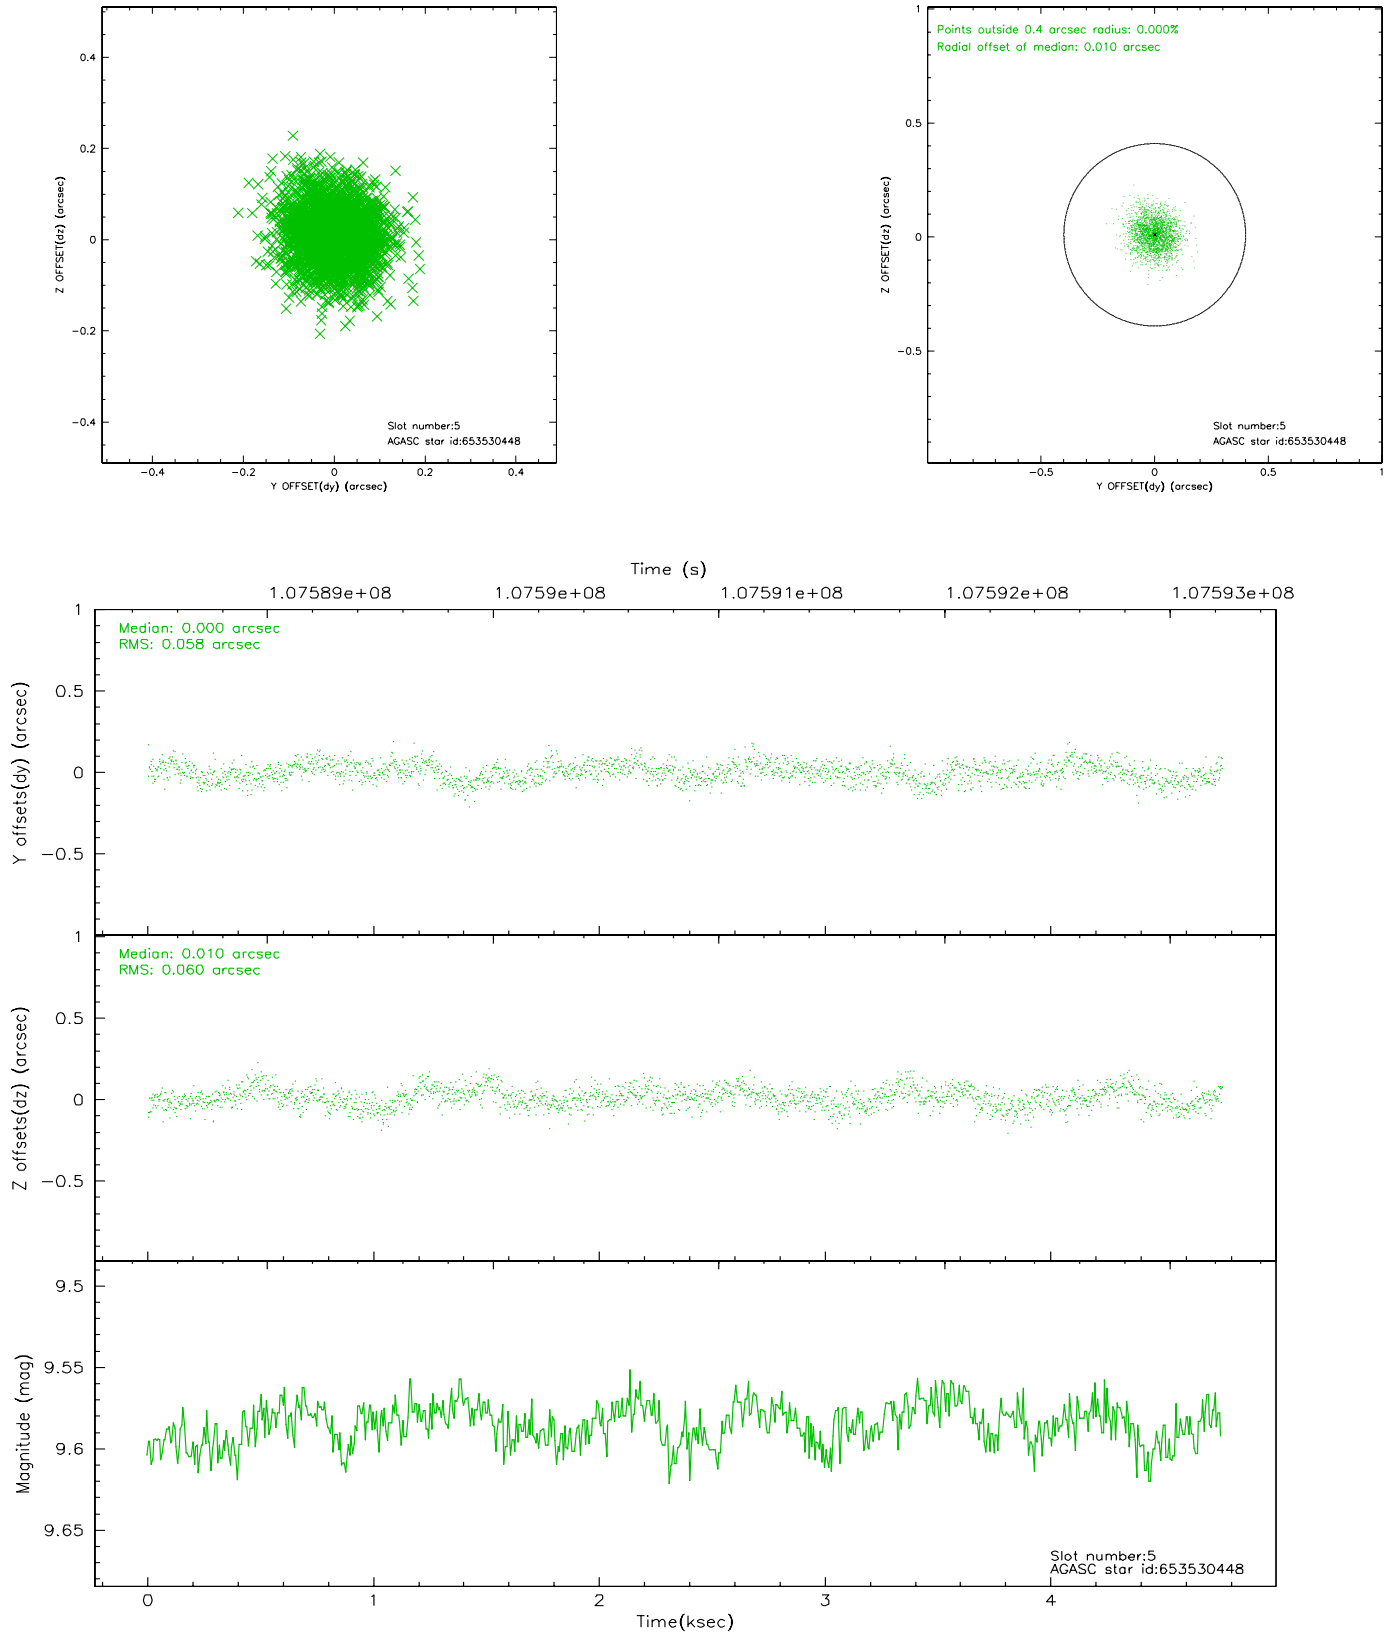 0.4
0.2
0
−0.2
−0.4
Z OFFSET(dz) (arcsec)
Slot number:5
AGASC star id:653530448
−0.4 −0.2 0 0.2 0.4
Y OFFSET(dy) (arcsec)
1
0.5
0
−0.5
Z OFFSET(dz) (arcsec)
Points outside 0.4 arcsec radius: 0.000%
Radial offset of median: 0.010 arcsec
Slot number:5
AGASC star id:653530448
−0.5 0 0.5 1
Y OFFSET(dy) (arcsec)
Time (s)
1.07589e+08 1.0759e+08 1.07591e+08 1.07592e+08 1.07593e+08
1
0.5
0
−0.5
Y offsets(dy) (arcsec)
Median: 0.000 arcsec
RMS: 0.058 arcsec
1
0.5
0
−0.5
Z offsets(dz) (arcsec)
Median: 0.010 arcsec
RMS: 0.060 arcsec
9.5
9.55
9.6
9.65
Magnitude (mag)
Slot number:5
AGASC star id:653530448
0 1 2 3 4
Time(ksec)